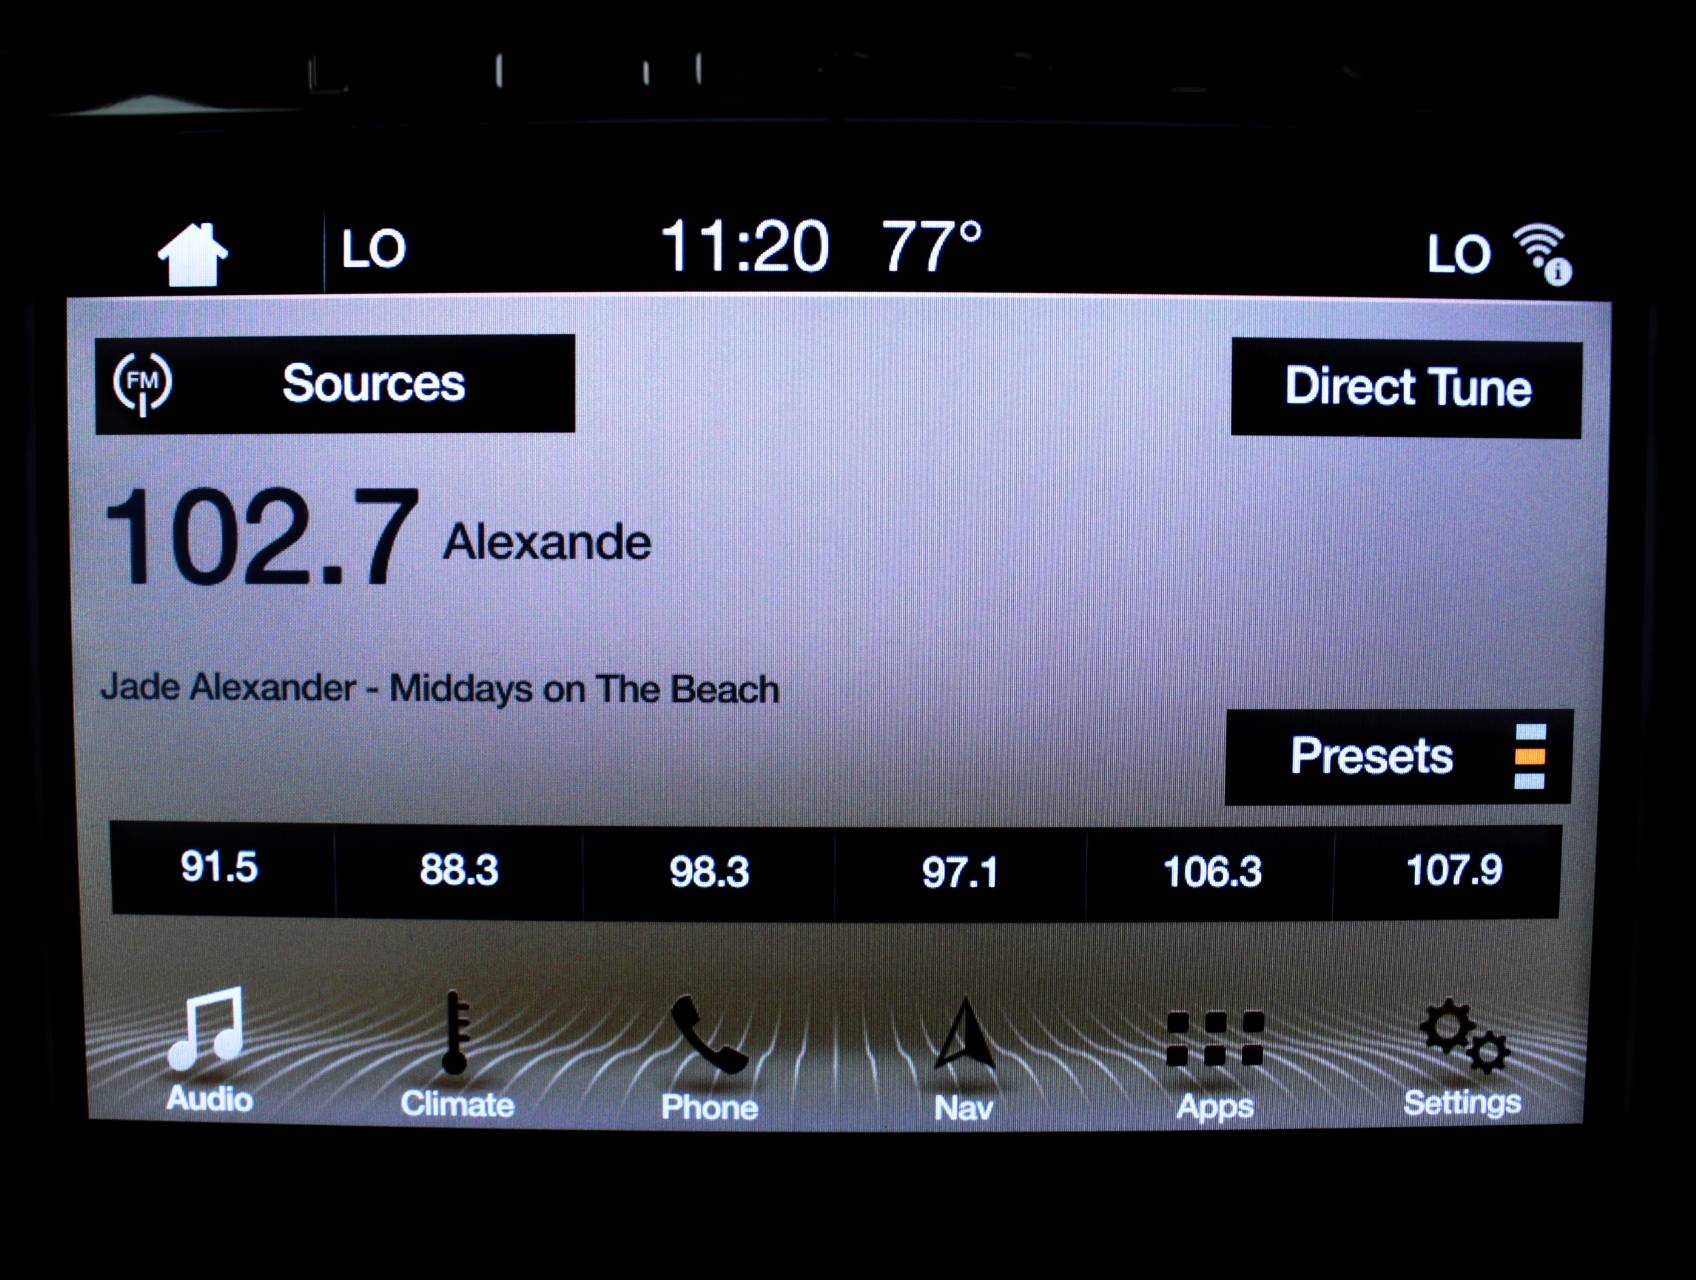 LO 11:20 77° LO
FM Sources Direct Tune
102.7 Alexande
Jade Alexander - Middays on The Beach
Presets
91.5 88.3 98.3 97.1 106.3 107.9
Audio Climate Phone Nav Apps Settings